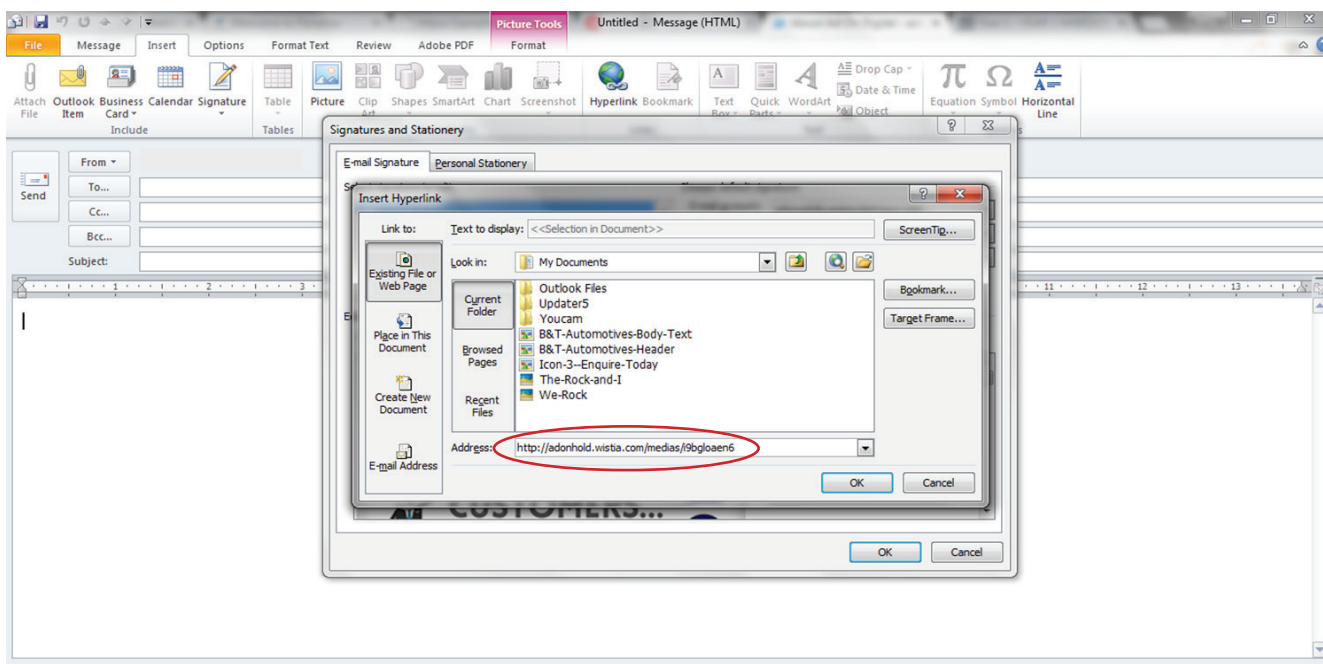 Picture Tools
Untitled - Message (HTML)
File Message Insert Options Format Text Review Adobe PDF Format
Attach File
Outlook Item
Business Card
Calendar
Signature
Table
Picture
Clip Art
Shapes
SmartArt
Chart
Screenshot
Hyperlink
Bookmark
Text Box
Quick Parts
WordArt
Drop Cap
Date & Time
Object
Equation
Symbol
Horizontal Line
Include
Tables
Signatures and Stationery
E-mail Signature Personal Stationery
From
Send
To...
Cc...
Bcc...
Subject:
1 2 3 11 12 13
Insert Hyperlink
Link to:
Text to display: <<Selection in Document>>
ScreenTip...
Existing File or
Web Page
Place in This
Document
Create New
Document
E-mail Address
Look in: My Documents
Current
Folder
Browsed
Pages
Recent
Files
Outlook Files
Updater5
Youcam
B&T-Automotives-Body-Text
B&T-Automotives-Header
Icon-3--Enquire-Today
The-Rock-and-I
We-Rock
Bookmark...
Target Frame...
Address: http://adonhold.wistia.com/medias/i9bgloaen6
OK Cancel
CUSTOMERS...
OK Cancel